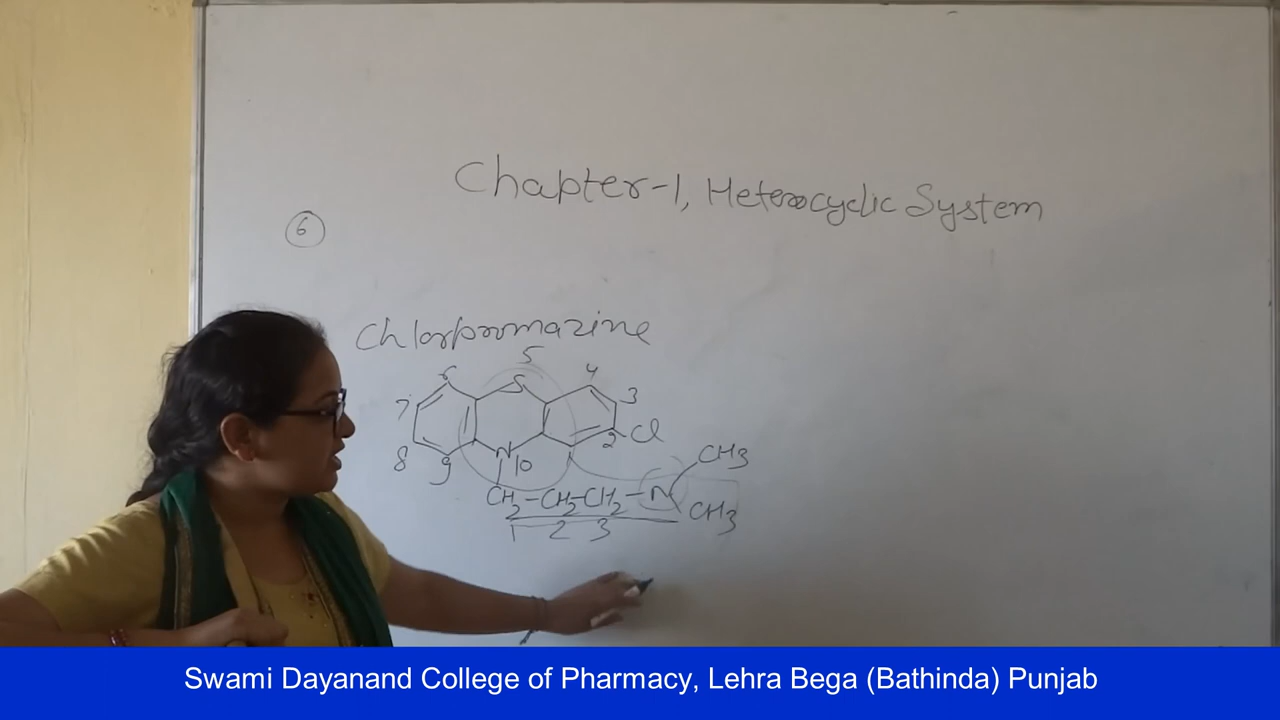 Chapter-1, Heterocyclic System
6
Chlorpromazine
5
6 S 4
7 3
8 N 10 2 Cl
9
CH3
CH2-CH2-CH2-N
CH3
1 2 3
Swami Dayanand College of Pharmacy, Lehra Bega (Bathinda) Punjab